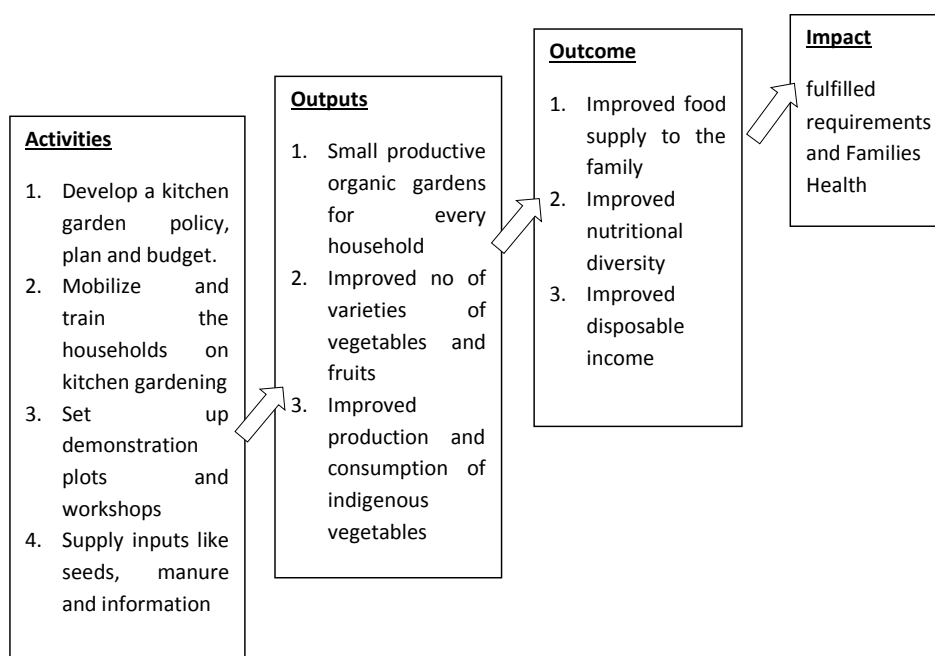 Activities
1. Develop a kitchen
garden policy,
plan and budget.
2. Mobilize and
train the
households on
kitchen gardening
3. Set up
demonstration
plots and
workshops
4. Supply inputs like
seeds, manure
and information
Outputs
1. Small productive
organic gardens
for every
household
2. Improved no of
varieties of
vegetables and
fruits
3. Improved
production and
consumption of
indigenous
vegetables
Outcome
1. Improved food
supply to the
family
2. Improved
nutritional
diversity
3. Improved
disposable
income
Impact
fulfilled
requirements
and Families
Health